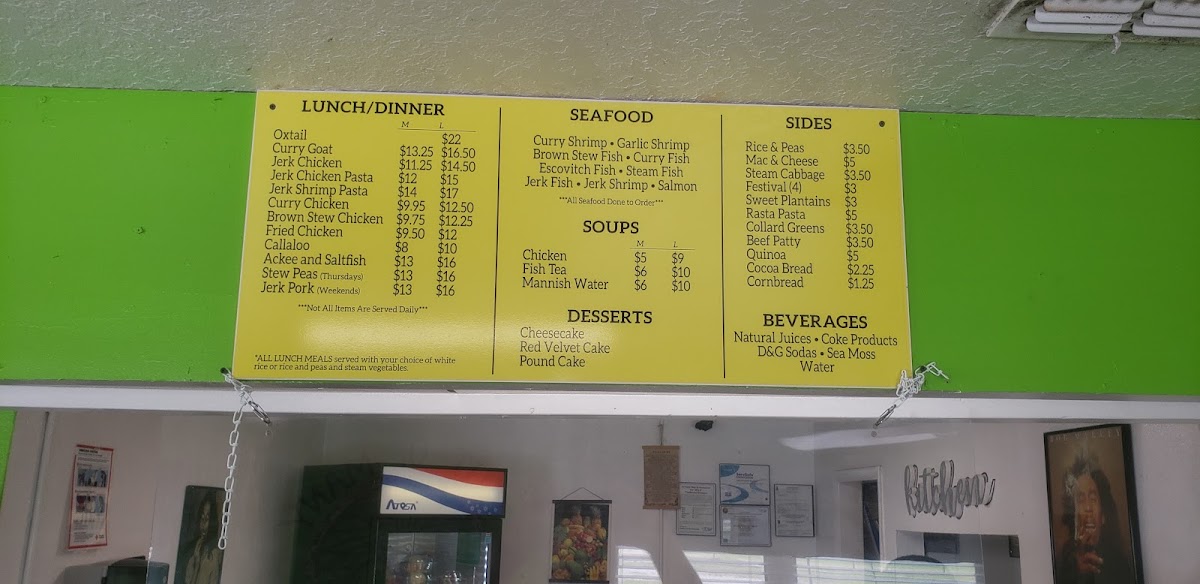 LUNCH/DINNER
M L
Oxtail $22
Curry Goat $13.25 $16.50
Jerk Chicken $11.25 $14.50
Jerk Chicken Pasta $12 $15
Jerk Shrimp Pasta $14 $17
Curry Chicken $9.95 $12.50
Brown Stew Chicken $9.75 $12.25
Fried Chicken $9.50 $12
Callaloo $8 $10
Ackee and Saltfish $13 $16
Stew Peas (Thursdays) $13 $16
Jerk Pork (Weekends) $13 $16
***Not All Items Are Served Daily***
*ALL LUNCH MEALS served with your choice of white
rice or rice and peas and steam vegetables.
SEAFOOD
Curry Shrimp • Garlic Shrimp
Brown Stew Fish • Curry Fish
Escovitch Fish • Steam Fish
Jerk Fish • Jerk Shrimp • Salmon
***All Seafood Done to Order***
SOUPS
M L
Chicken $5 $9
Fish Tea $6 $10
Mannish Water $6 $10
DESSERTS
Cheesecake
Red Velvet Cake
Pound Cake
SIDES
Rice & Peas $3.50
Mac & Cheese $5
Steam Cabbage $3.50
Festival (4) $3
Sweet Plantains $3
Rasta Pasta $5
Collard Greens $3.50
Beef Patty $3.50
Quinoa $5
Cocoa Bread $2.25
Cornbread $1.25
BEVERAGES
Natural Juices • Coke Products
D&G Sodas • Sea Moss
Water
Atosa
Kitchen